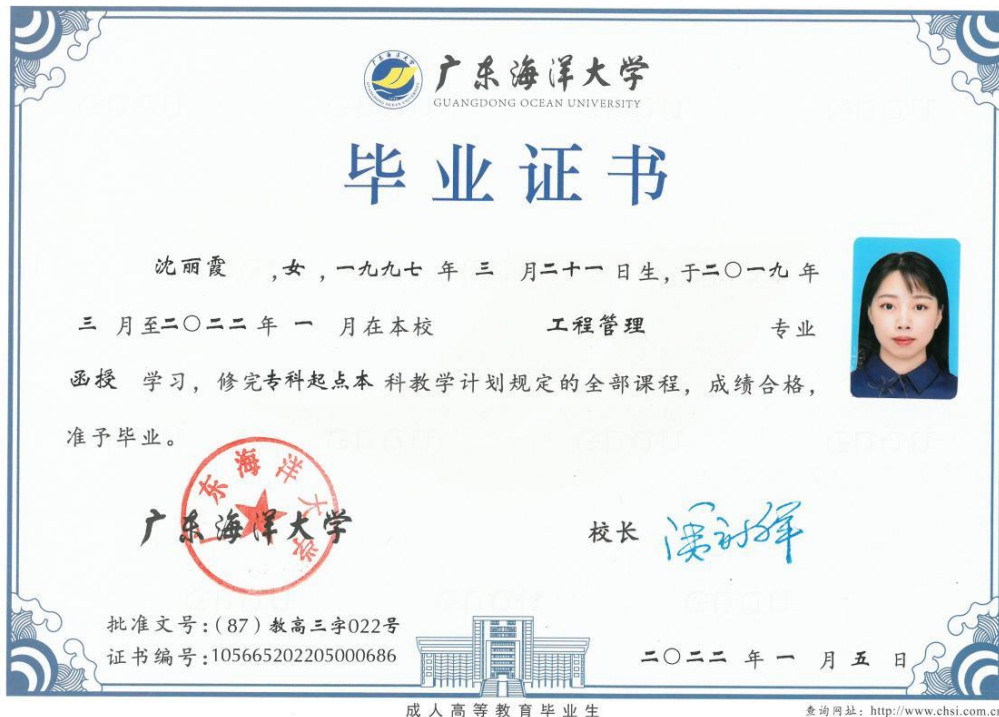 广东海洋大学
GUANGDONG OCEAN UNIVERSITY
毕业证书
沈丽霞 ,女,一九九七年 三 月二十一日生,于二〇一九年
三 月至二〇二二年 一 月在本校 工程管理 专业
函授 学习，修完专科起点本 科教学计划规定的全部课程，成绩合格，
准予毕业。
广东海洋大学
广东海洋大学
校长
批准文号:(87)教高三字022号
证书编号:105665202205000686
二〇二二 年 一 月 五 日
成人高等教育毕业生
查询网址: http://www.chsi.com.cn